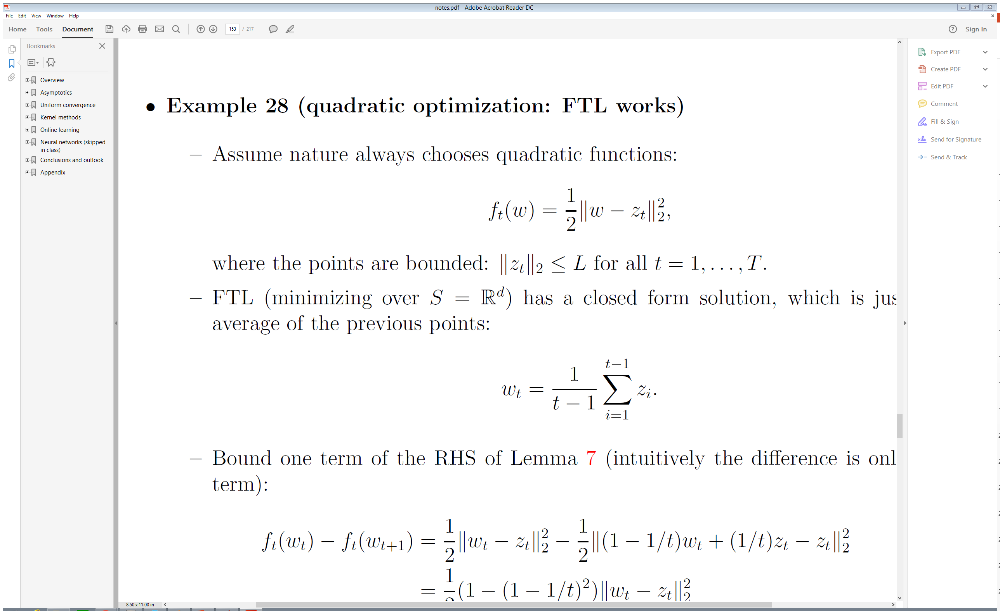 notes.pdf - Adobe Acrobat Reader DC
File Edit View Window Help
Home Tools Document 153 / 217 Sign In
Bookmarks
Overview
Asymptotics
Uniform convergence
Kernel methods
Online learning
Neural networks (skipped
in class)
Conclusions and outlook
Appendix
• Example 28 (quadratic optimization: FTL works)
– Assume nature always chooses quadratic functions:
f_t(w) = \frac{1}{2}‖w − z_t‖_2^2,
where the points are bounded: ‖z_t‖_2 ≤ L for all t = 1, . . . , T.
– FTL (minimizing over S = ℝ^d) has a closed form solution, which is jus
average of the previous points:
w_t = \frac{1}{t − 1} \sum_{i=1}^{t−1} z_i.
– Bound one term of the RHS of Lemma 7 (intuitively the difference is onl
term):
f_t(w_t) − f_t(w_{t+1}) = \frac{1}{2}‖w_t − z_t‖_2^2 − \frac{1}{2}‖(1 − 1/t)w_t + (1/t)z_t − z_t‖_2^2
= \frac{1}{2}(1 − (1 − 1/t)^2)‖w_t − z_t‖_2^2
8.50 x 11.00 in
Export PDF
Create PDF
Edit PDF
Comment
Fill & Sign
Send for Signature
Send & Track